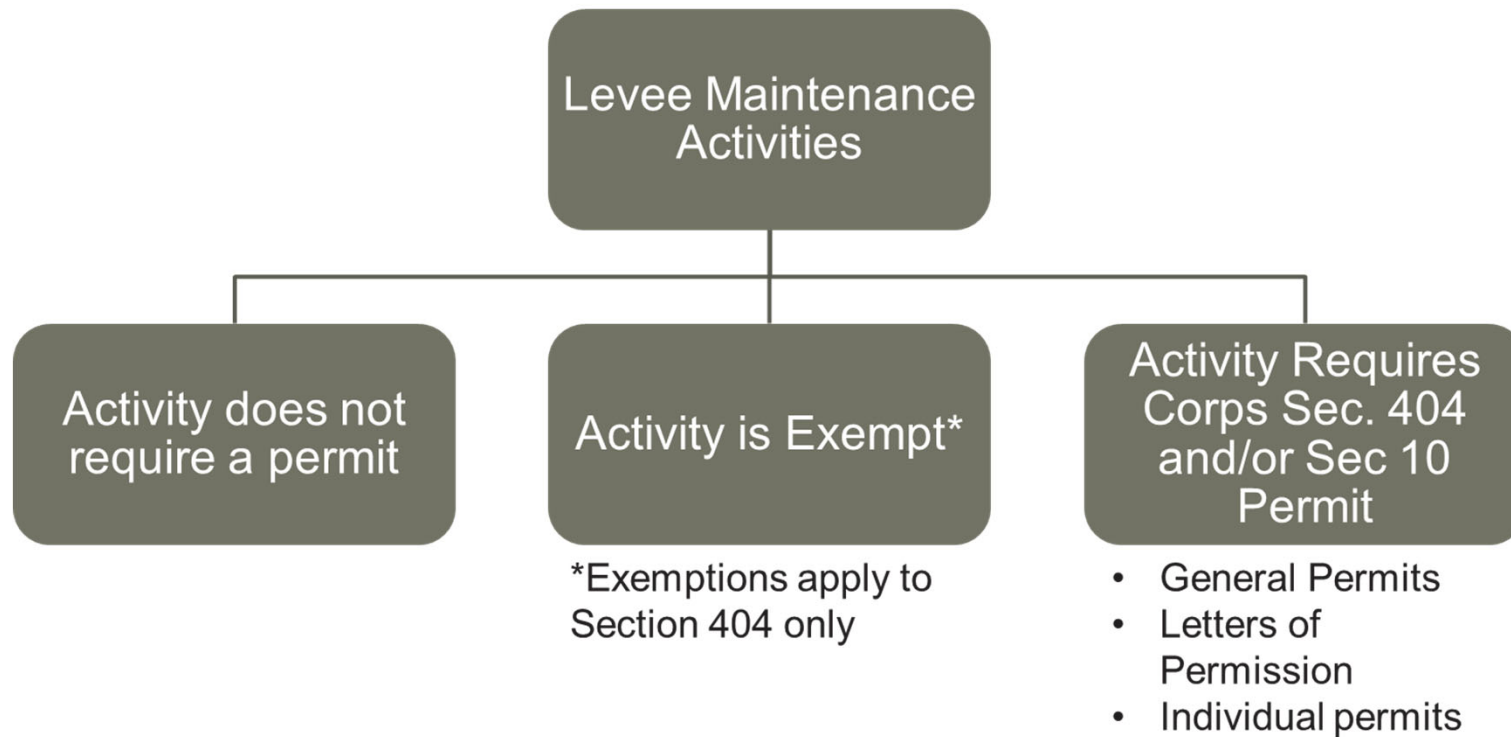 Levee Maintenance
Activities
Activity does not
require a permit
Activity is Exempt*
Activity Requires
Corps Sec. 404
and/or Sec 10
Permit
*Exemptions apply to
Section 404 only
• General Permits
• Letters of
Permission
• Individual permits